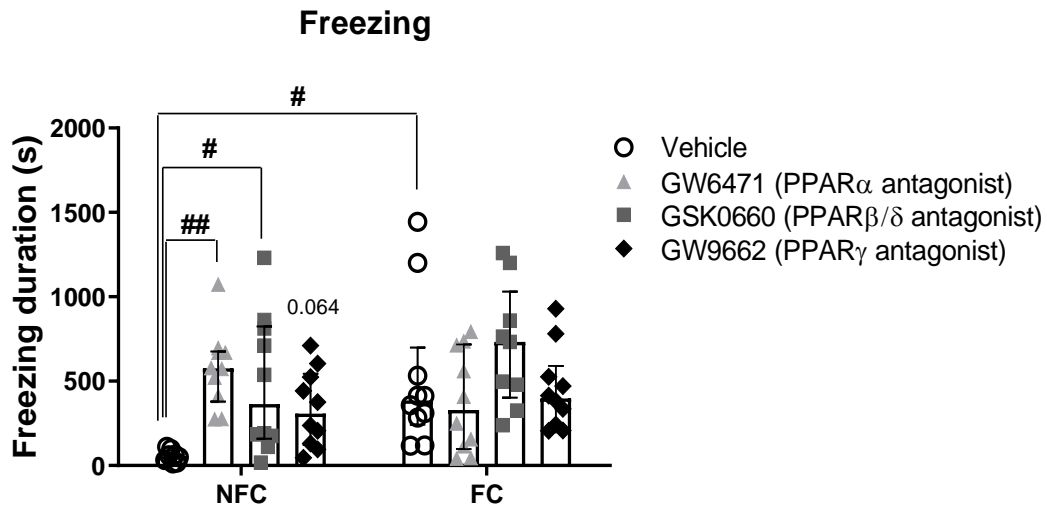 Freezing
Freezing duration (s)
2000
1500
1000
500
0
#
#
##
0.064
NFC
FC
Vehicle
GW6471 (PPARα antagonist)
GSK0660 (PPARβ/δ antagonist)
GW9662 (PPARγ antagonist)